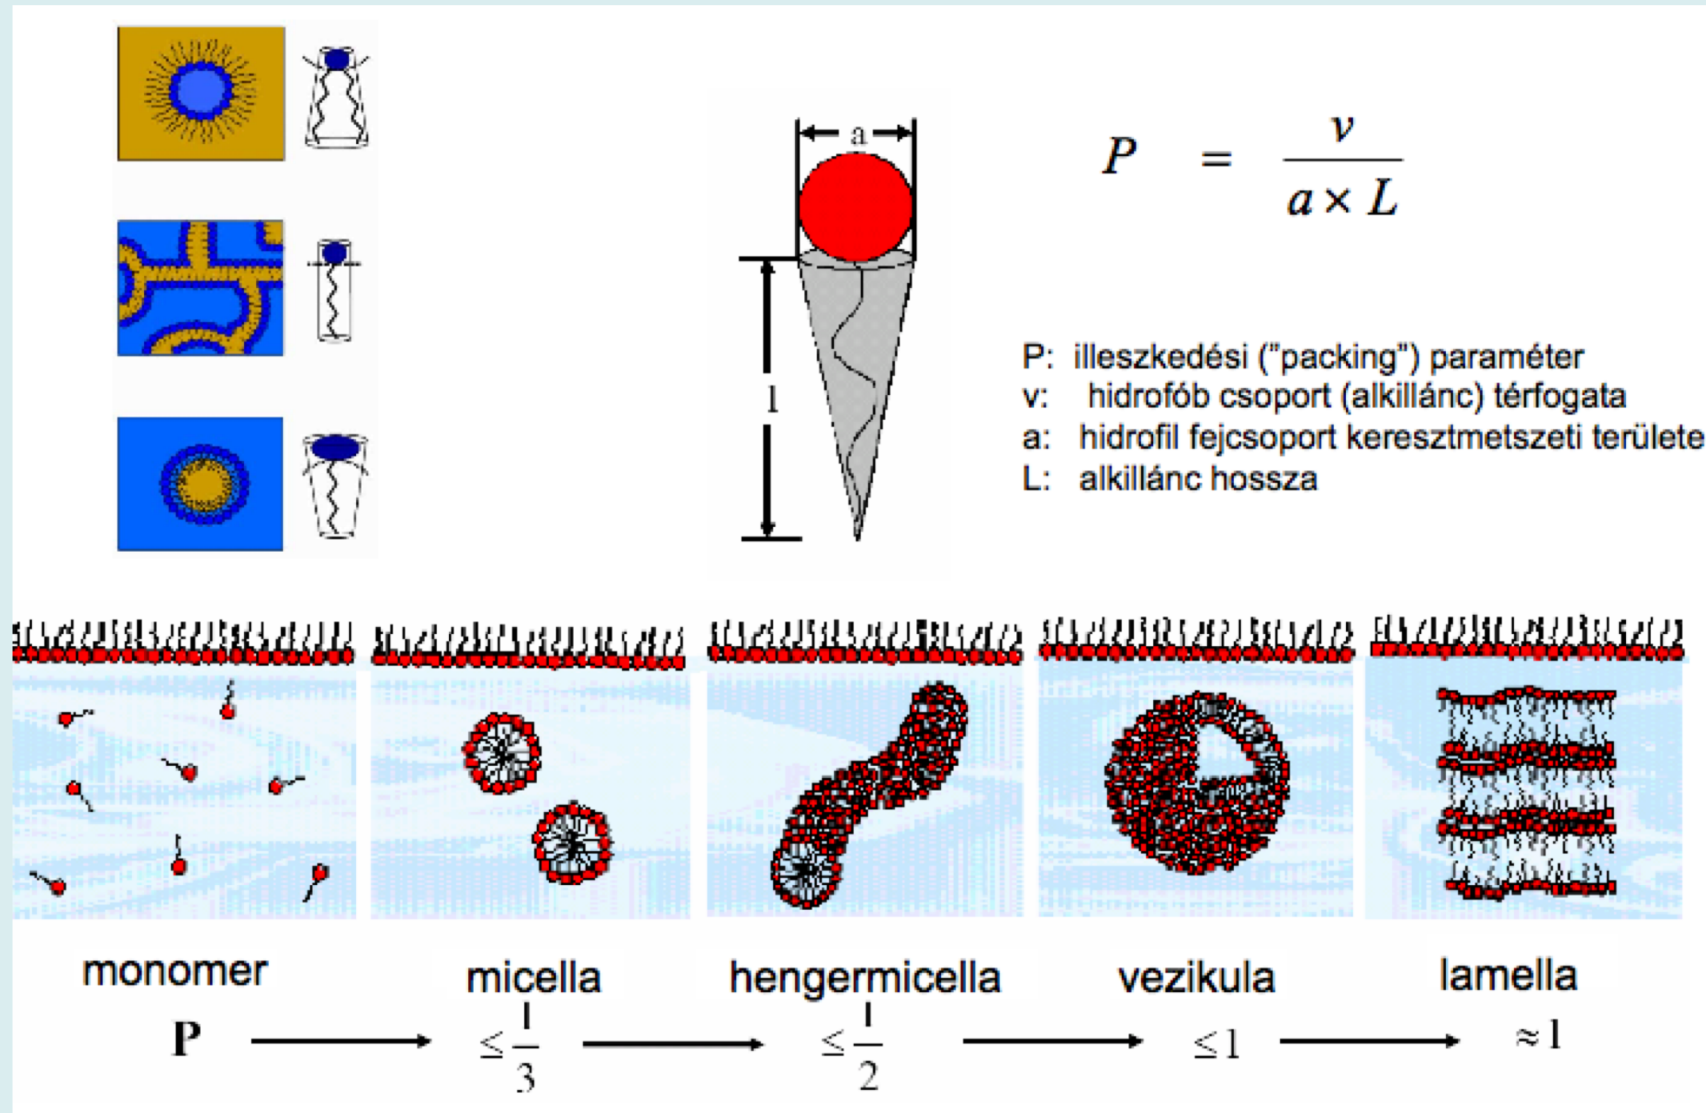 a
l
P = v / a × L
P: illeszkedési ("packing") paraméter
v: hidrofób csoport (alkillánc) térfogata
a: hidrofil fejcsoport keresztmetszeti területe
L: alkillánc hossza
monomer micella hengermicella vezikula lamella
P ≤ 1/3 ≤ 1/2 ≤ 1 ≈ 1